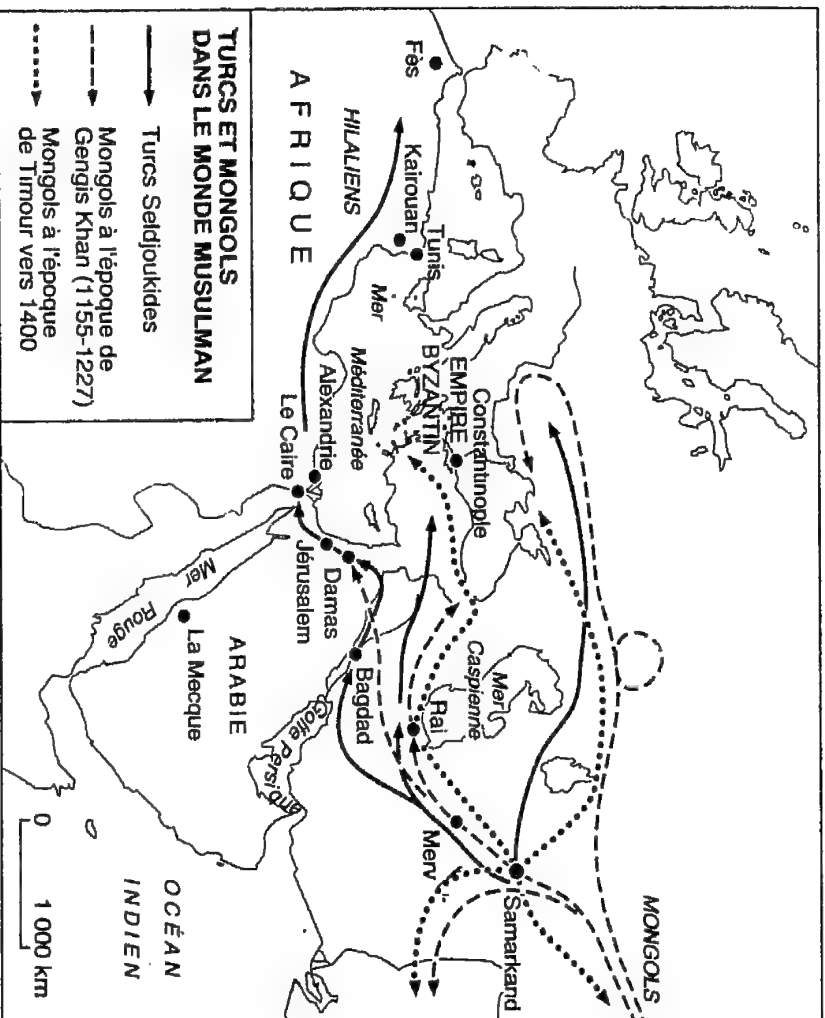 TURCS ET MONGOLS
DANS LE MONDE MUSULMAN
Turcs Seldjoukides
Mongols à l'époque de
Gengis Khan (1155-1227)
Mongols à l'époque
de Timour vers 1400
MONGOLS
Samarkand
Merv
Mer
Caspienne
Rai
Constantinople
EMPIRE
BYZANTIN
Mer
Méditerranée
Tunis
Kairouan
Fès
HILALIENS
AFRIQUE
Alexandrie
Le Caire
Jérusalem
Damas
Bagdad
Golfe Persique
ARABIE
La Mecque
Mer
Rouge
OCÉAN
INDIEN
0 1 000 km